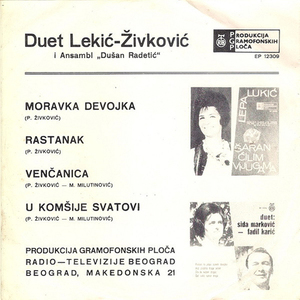 Duet Lekić-Živković
i Ansambl „Dušan Radetić"
PGP
PRODUKCIJA
GRAMOFONSKIH
PLOČA
EP 12309
MORAVKA DEVOJKA
(P. ŽIVKOVIĆ)
RASTANAK
(P. ŽIVKOVIĆ)
VENČANICA
(P. ŽIVKOVIĆ — M. MILUTINOVIĆ)
U KOMŠIJE SVATOVI
(P. ŽIVKOVIĆ — M. MILUTINOVIĆ)
LEPA LUKIĆ
duet:
sida marković
— fadil karić
PRODUKCIJA GRAMOFONSKIH PLOČA
RADIO—TELEVIZIJE BEOGRAD
BEOGRAD, MAKEDONSKA 21